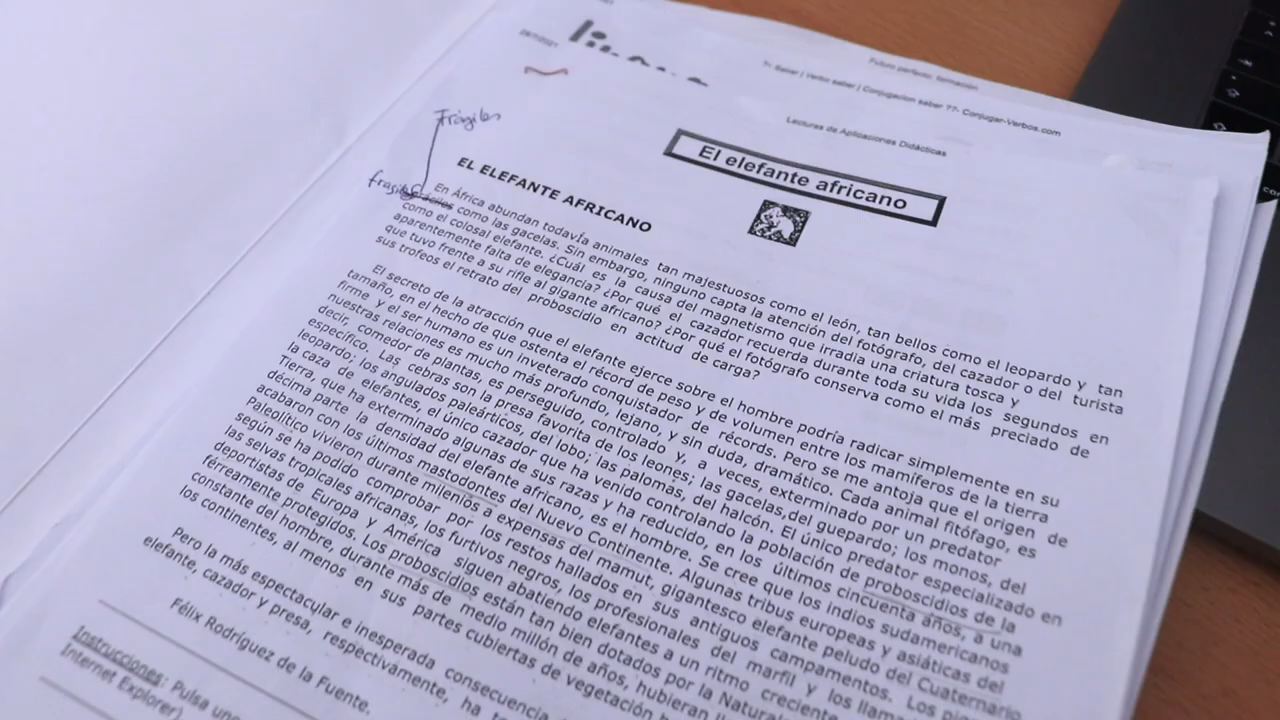 28/7/2021
Futuro perfecto: formación
Saber | Verbo saber | Conjugacion saber ??- Conjugar-Verbos.com
Lecturas de Aplicaciones Didácticas
El elefante africano
Frágiles
fragiles
EL ELEFANTE AFRICANO
En África abundan todavía animales tan majestuosos como el león, tan bellos como el leopardo y tan
gráciles como las gacelas. Sin embargo, ninguno capta la atención del fotógrafo, del cazador o del turista
como el colosal elefante. ¿Cuál es la causa del magnetismo que irradia una criatura tosca y
aparentemente falta de elegancia? ¿Por qué el cazador recuerda durante toda su vida los segundos en
que tuvo frente a su rifle al gigante africano? ¿Por qué el fotógrafo conserva como el más preciado de
sus trofeos el retrato del proboscidio en actitud de carga?
El secreto de la atracción que el elefante ejerce sobre el hombre podría radicar simplemente en su
tamaño, en el hecho de que ostenta el récord de peso y de volumen entre los mamíferos de la tierra
firme y el ser humano es un inveterado conquistador de récords. Pero se me antoja que el origen de
nuestras relaciones es mucho más profundo, lejano, y sin duda, dramático. Cada animal fitófago, es
decir, comedor de plantas, es perseguido, controlado y, a veces, exterminado por un predator
específico. Las cebras son la presa favorita de los leones; las gacelas,del guepardo; los monos, del
leopardo; los angulados paleárticos, del lobo; las palomas, del halcón. El único predator especializado en
la caza de elefantes, el único cazador que ha venido controlando la población de proboscidios de la
Tierra, que ha exterminado algunas de sus razas y ha reducido, en los últimos cincuenta años, a una
décima parte la densidad del elefante africano, es el hombre. Se cree que los indios sudamericanos
acabaron con los últimos mastodontes del Nuevo Continente. Algunas tribus europeas y asiáticas del
Paleolítico vivieron durante milenios a expensas del mamut, gigantesco elefante peludo del Cuaternario
según se ha podido comprobar por los restos hallados en sus antiguos campamentos. Los
las selvas tropicales africanas, los furtivos negros, los profesionales del marfil y los
deportistas de Europa y América siguen abatiendo elefantes a un ritmo creciente
férreamente protegidos. Los proboscidios están tan bien dotados por la
constante del hombre, durante más de medio millón de años, hubieran
los continentes, al menos en sus partes cubiertas de vegetación
Pero la más espectacular e inesperada consecuencia
elefante, cazador y presa, respectivamente, ha
Félix Rodríguez de la Fuente.
Instrucciones: Pulsa
Internet Explorer)